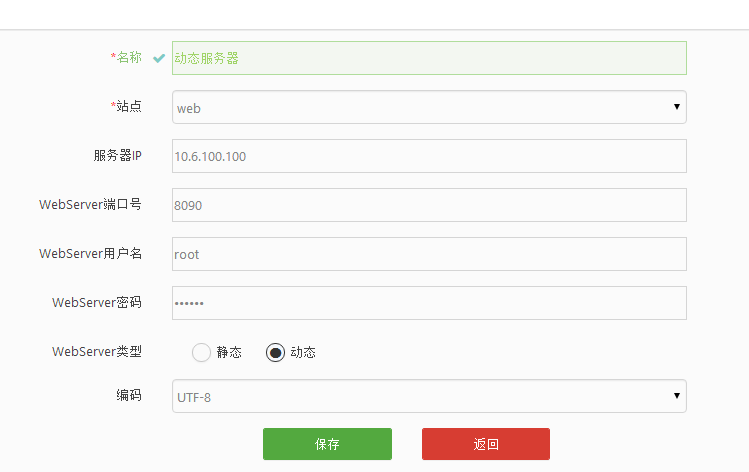 *名称 动态服务器
*站点 web
服务器IP 10.6.100.100
WebServer端口号 8090
WebServer用户名 root
WebServer密码 ••••••
WebServer类型 静态 动态
编码 UTF-8
保存 返回